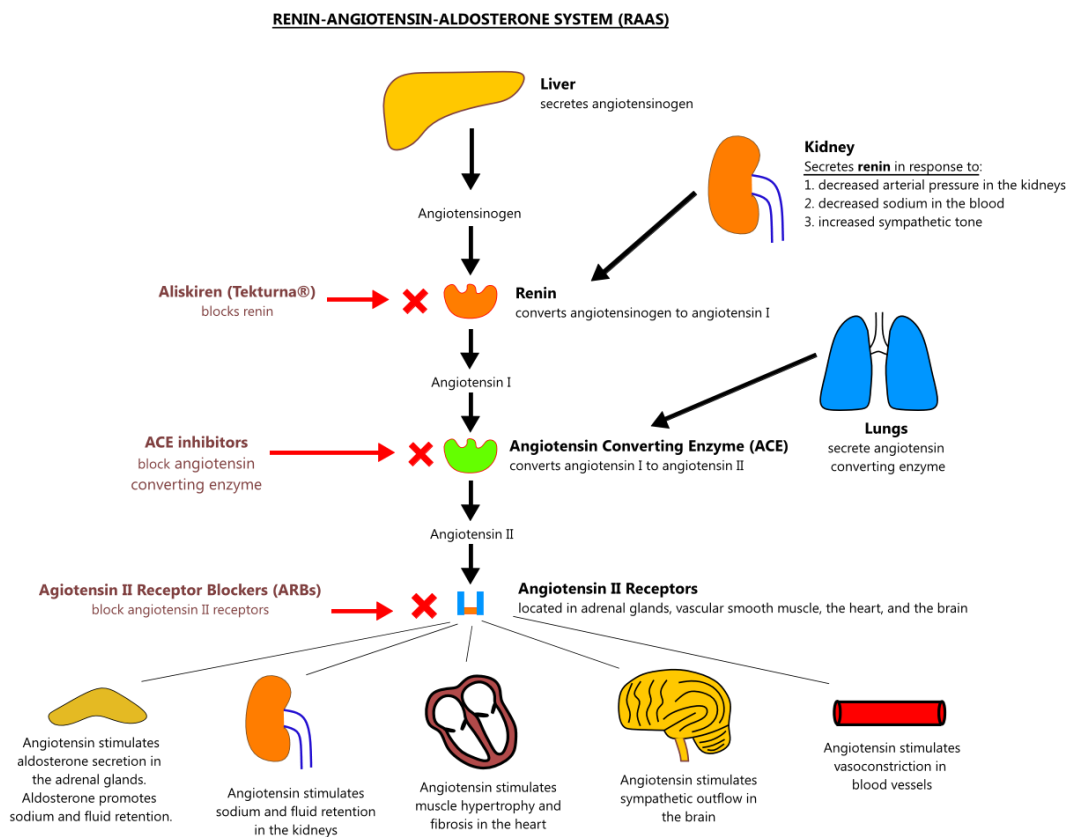 RENIN-ANGIOTENSIN-ALDOSTERONE SYSTEM (RAAS)
Liver
secretes angiotensinogen
Kidney
Secretes renin in response to:
1. decreased arterial pressure in the kidneys
2. decreased sodium in the blood
3. increased sympathetic tone
Angiotensinogen
Aliskiren (Tekturna®)
blocks renin
Renin
converts angiotensinogen to angiotensin I
Angiotensin I
Lungs
secrete angiotensin
converting enzyme
ACE inhibitors
block angiotensin
converting enzyme
Angiotensin Converting Enzyme (ACE)
converts angiotensin I to angiotensin II
Angiotensin II
Agiotensin II Receptor Blockers (ARBs)
block angiotensin II receptors
Angiotensin II Receptors
located in adrenal glands, vascular smooth muscle, the heart, and the brain
Angiotensin stimulates
aldosterone secretion in
the adrenal glands.
Aldosterone promotes
sodium and fluid retention.
Angiotensin stimulates
sodium and fluid retention
in the kidneys
Angiotensin stimulates
muscle hypertrophy and
fibrosis in the heart
Angiotensin stimulates
sympathetic outflow in
the brain
Angiotensin stimulates
vasoconstriction in
blood vessels